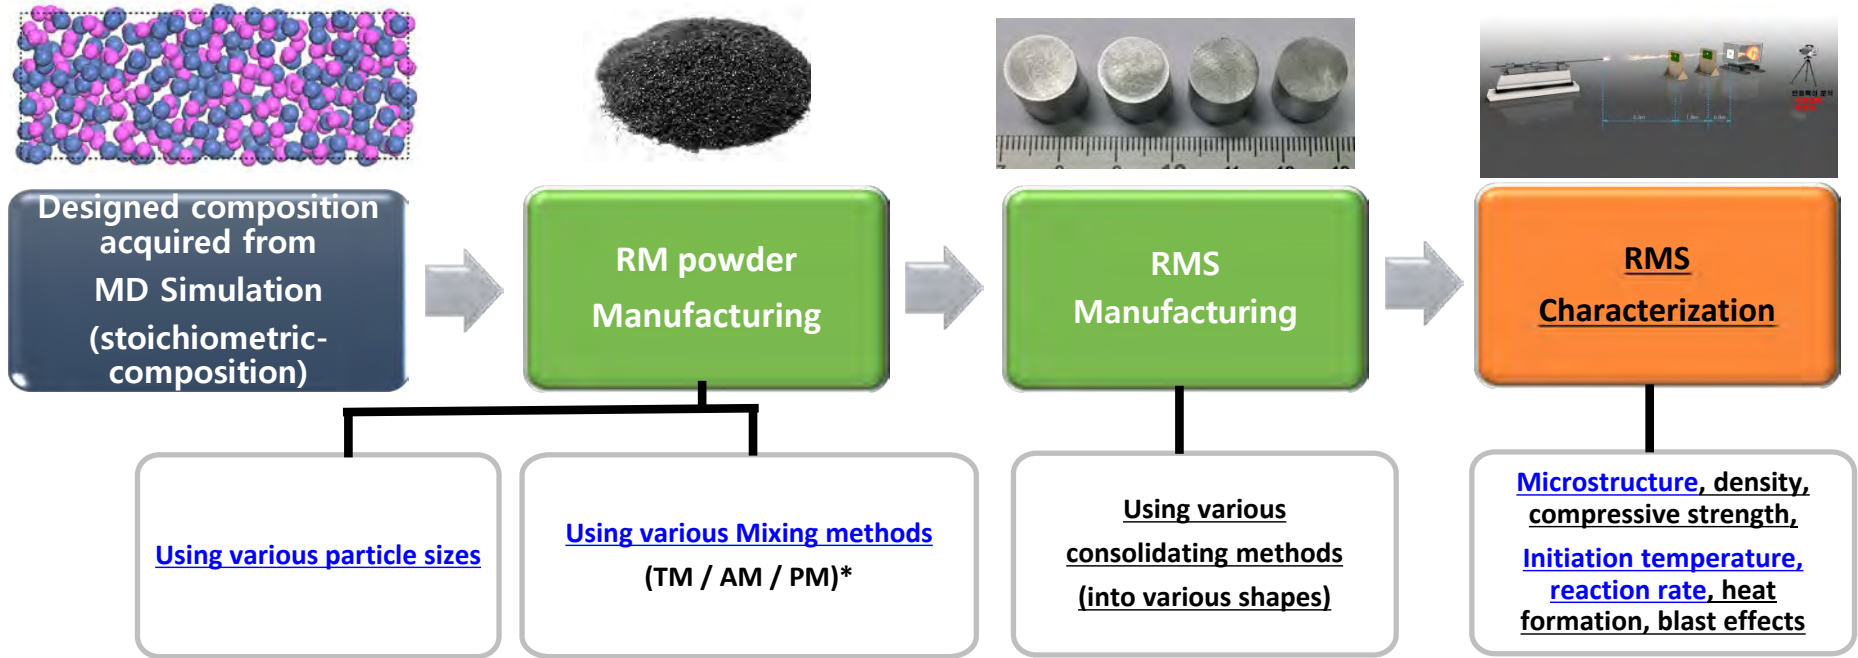 Designed composition
acquired from
MD Simulation
(stoichiometric-
composition)
RM powder
Manufacturing
RMS
Manufacturing
RMS
Characterization
Using various particle sizes
Using various Mixing methods
(TM / AM / PM)*
Using various
consolidating methods
(into various shapes)
Microstructure, density,
compressive strength,
Initiation temperature,
reaction rate, heat
formation, blast effects